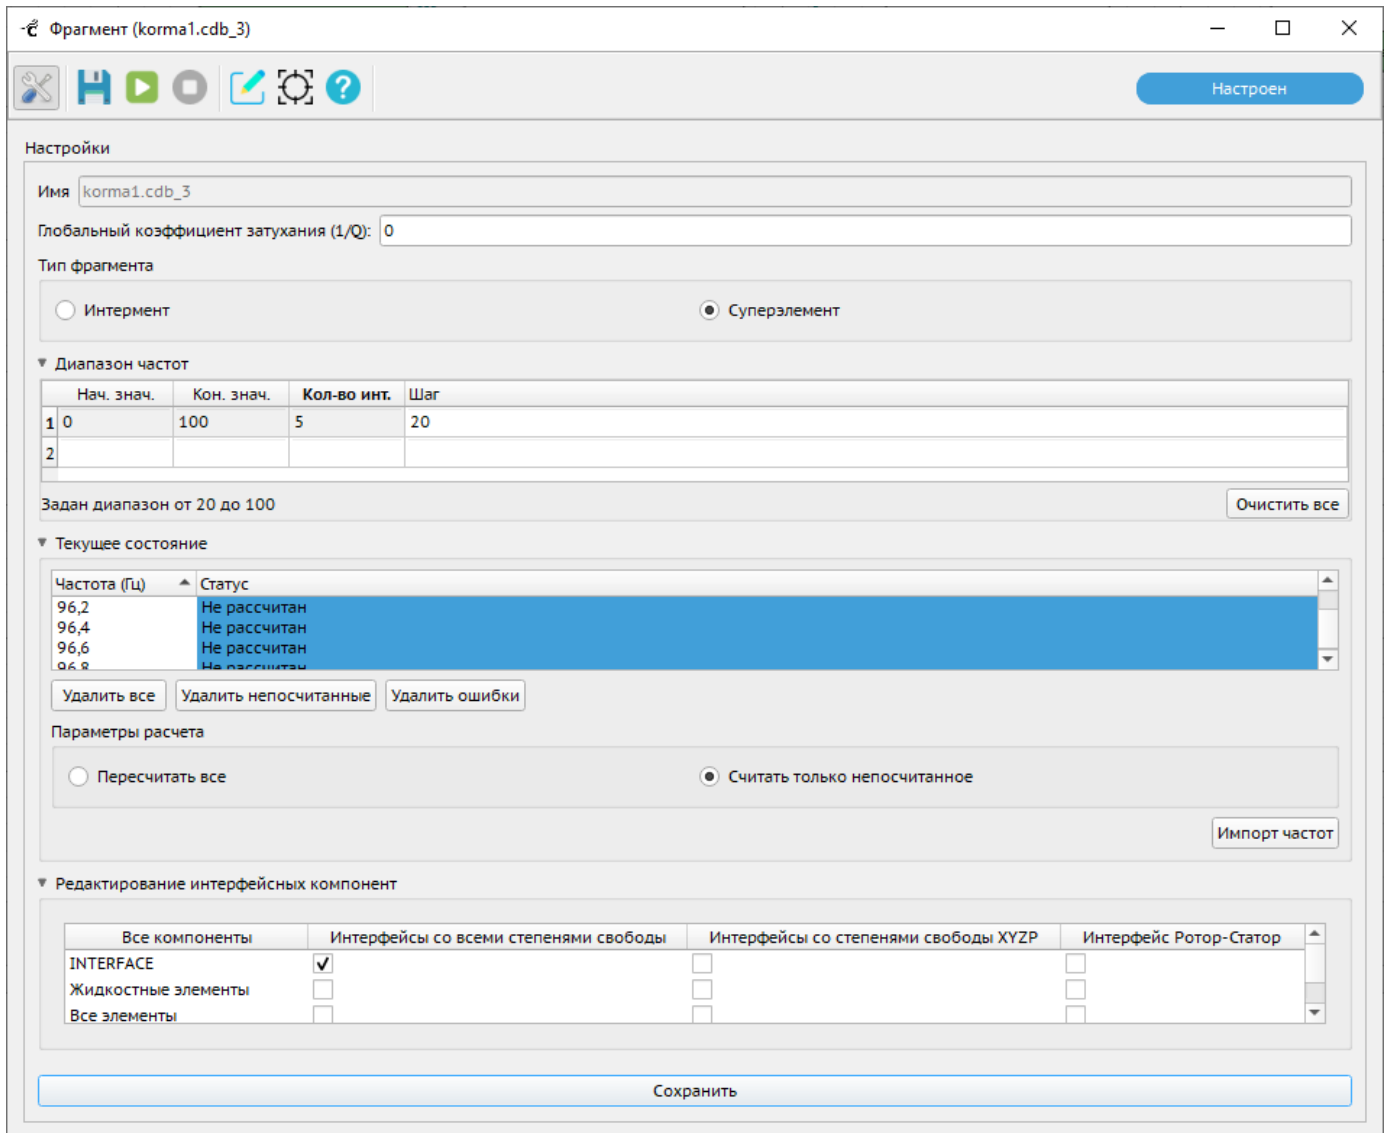 Фрагмент (korma1.cdb_3)
Настроен
Настройки
Имя korma1.cdb_3
Глобальный коэффициент затухания (1/Q): 0
Тип фрагмента
Интермент Суперэлемент
Диапазон частот
Нач. знач. Кон. знач. Кол-во инт. Шаг
1 0 100 5 20
2
Задан диапазон от 20 до 100 Очистить все
Текущее состояние
Частота (Гц) Статус
96,2 Не рассчитан
96,4 Не рассчитан
96,6 Не рассчитан
96,8 Не рассчитан
Удалить все Удалить непосчитанные Удалить ошибки
Параметры расчета
Пересчитать все Считать только непосчитанное
Импорт частот
Редактирование интерфейсных компонент
Все компоненты Интерфейсы со всеми степенями свободы Интерфейсы со степенями свободы XYZP Интерфейс Ротор-Статор
INTERFACE
Жидкостные элементы
Все элементы
Сохранить